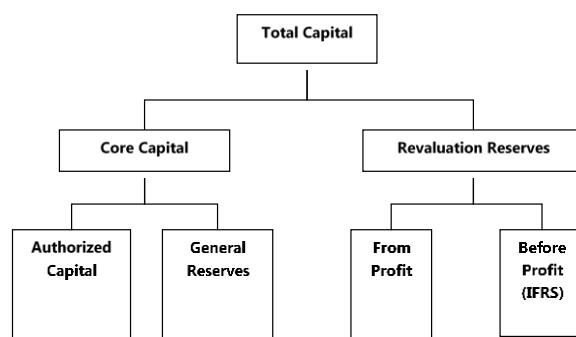 Total Capital
Core Capital
Revaluation Reserves
Authorized
Capital
General
Reserves
From
Profit
Before
Profit
(IFRS)